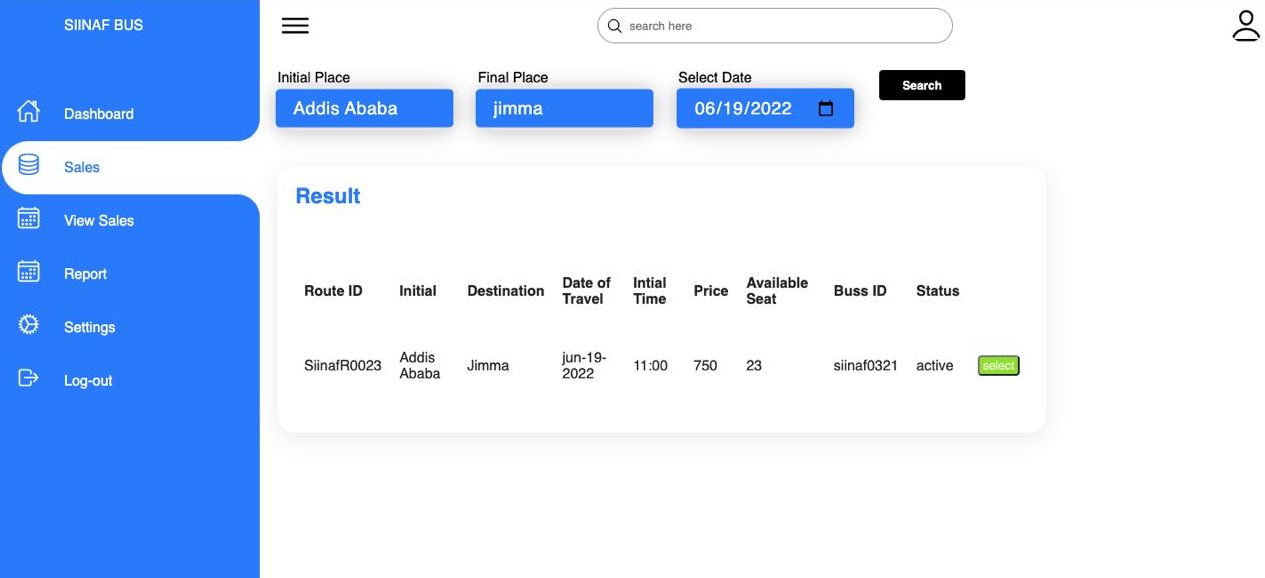 SIINAF BUS
search here
Dashboard
Sales
View Sales
Report
Settings
Log-out
Initial Place
Final Place
Select Date
Addis Ababa
jimma
06/19/2022
Search
Result
Route ID Initial Destination Date of Travel Intial Time Price Available Seat Buss ID Status
SiinafR0023 Addis Ababa Jimma jun-19-2022 11:00 750 23 siinaf0321 active select